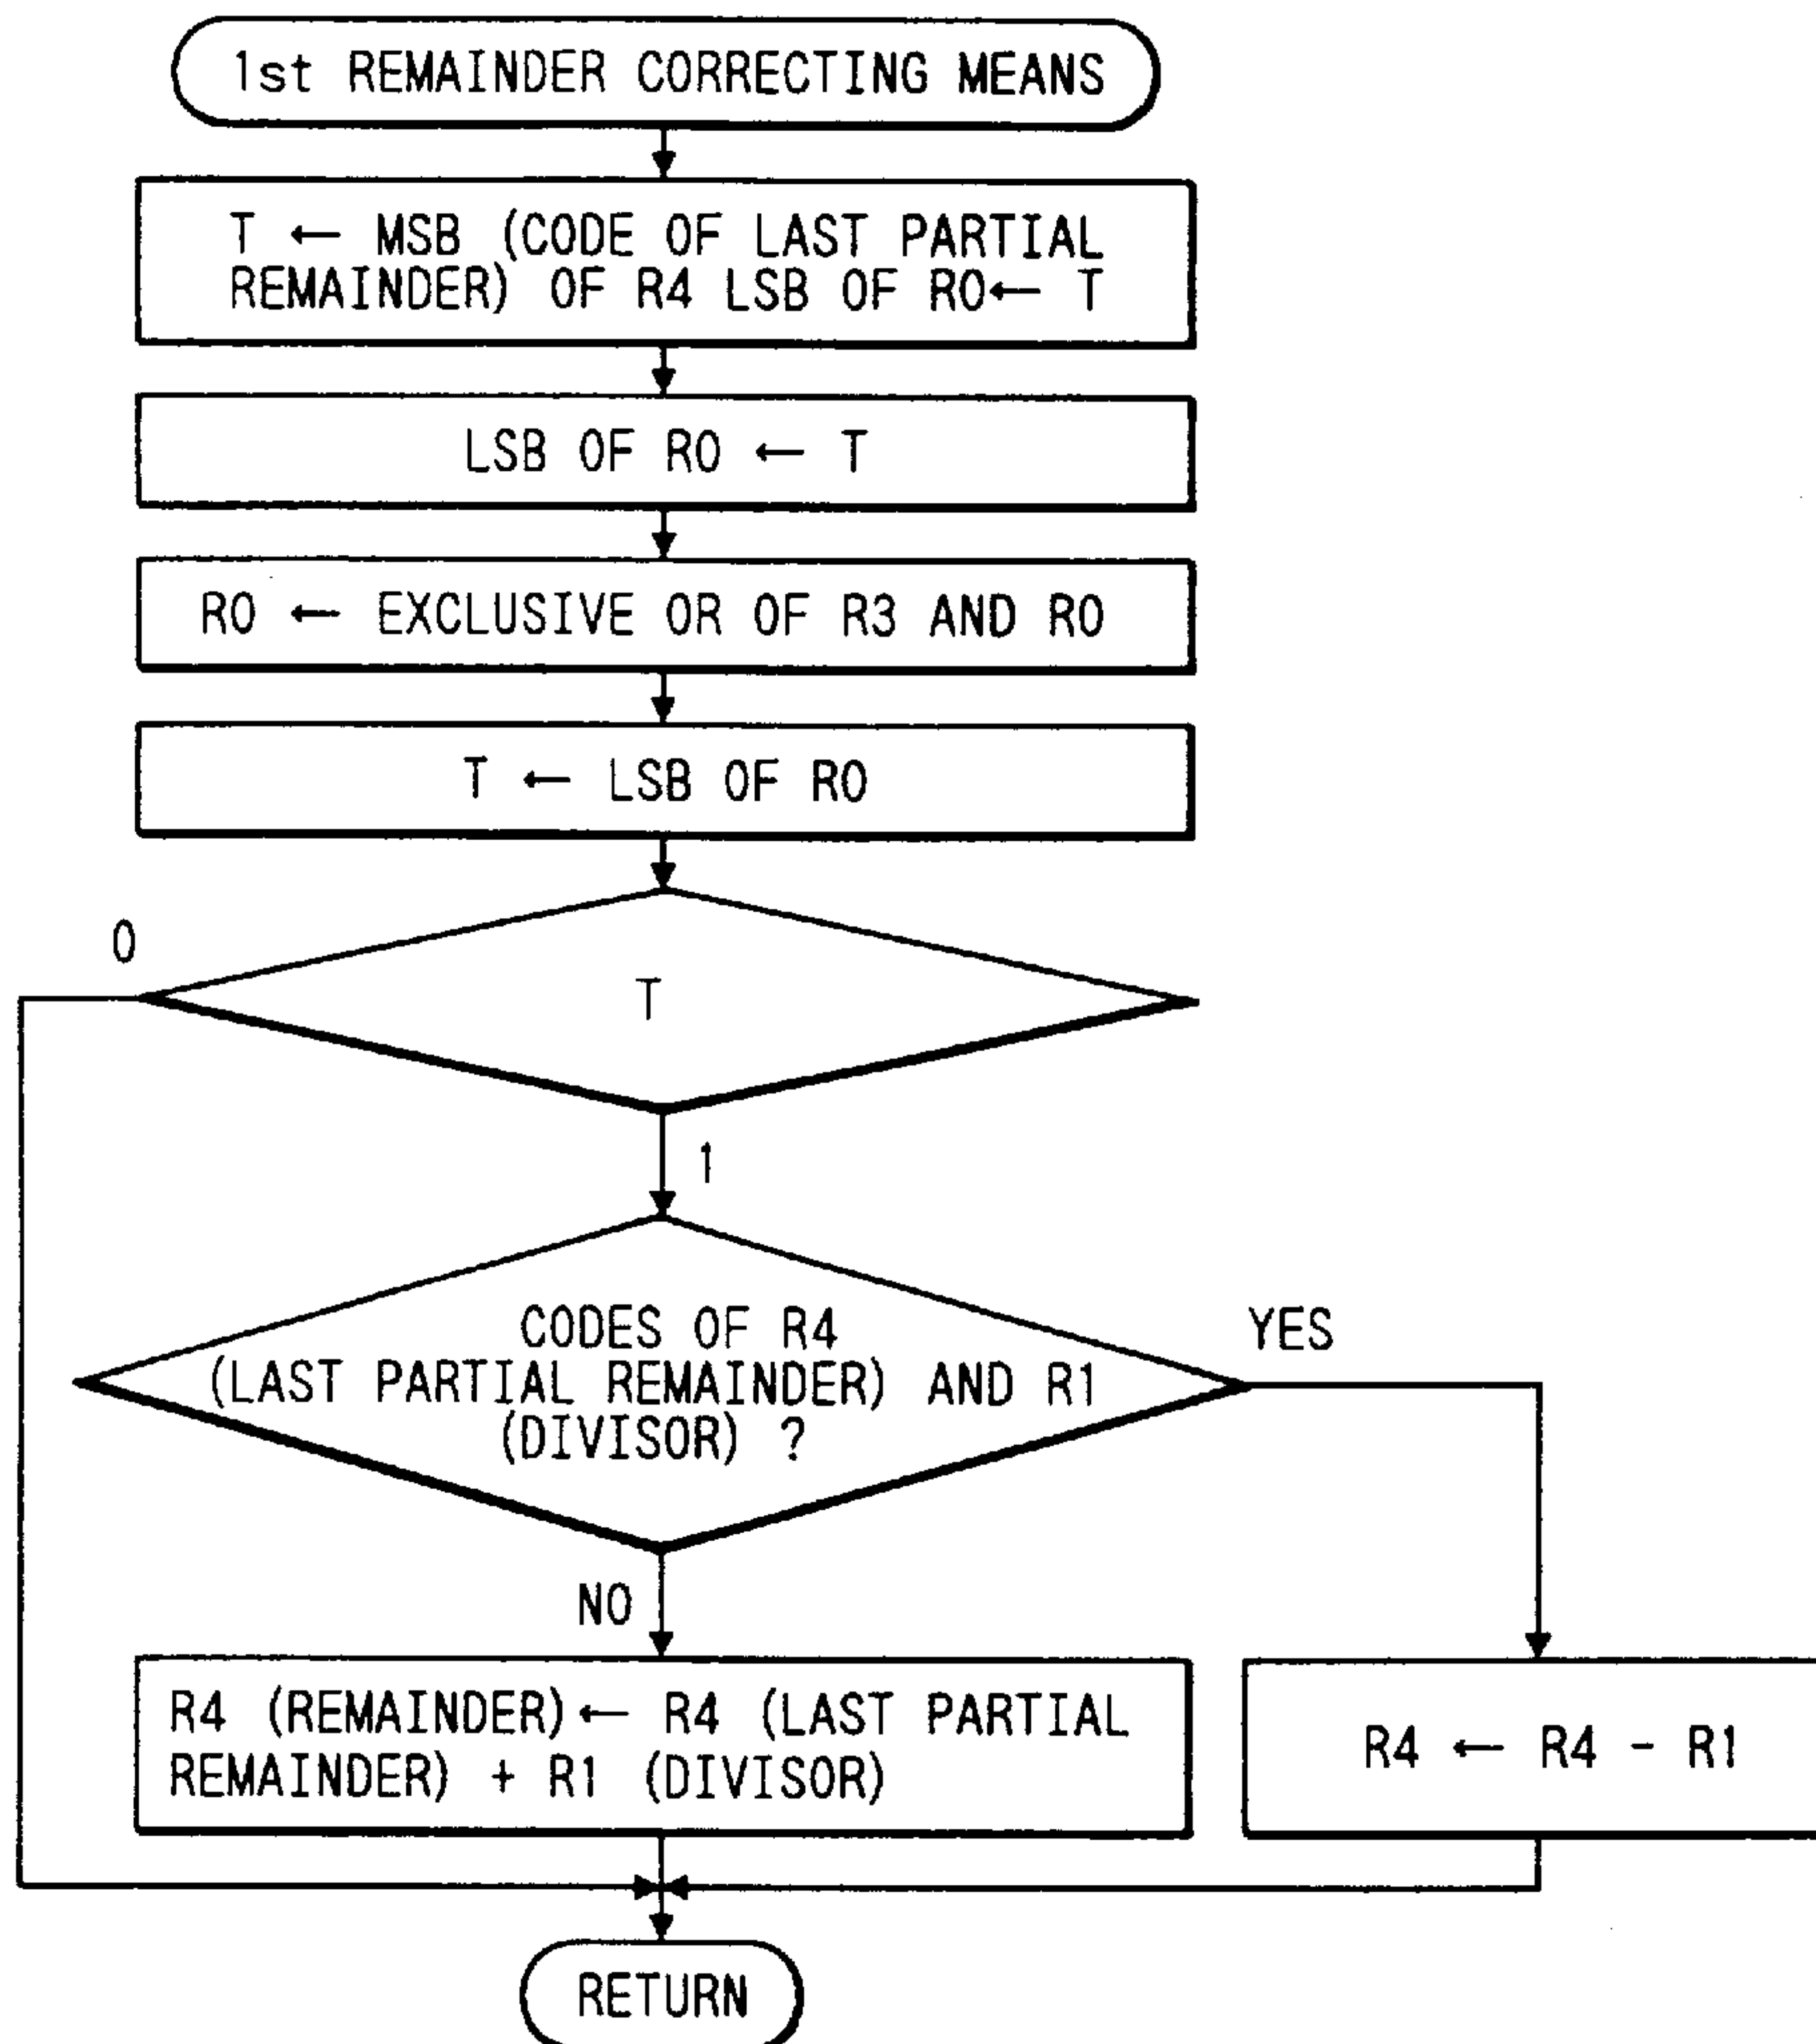 1st REMAINDER CORRECTING MEANS
T ← MSB (CODE OF LAST PARTIAL
REMAINDER) OF R4 LSB OF R0← T
LSB OF R0 ← T
R0 ← EXCLUSIVE OR OF R3 AND R0
T ← LSB OF R0
0
T
1
CODES OF R4
(LAST PARTIAL REMAINDER) AND R1
(DIVISOR) ?
YES
NO
R4 (REMAINDER)← R4 (LAST PARTIAL
REMAINDER) + R1 (DIVISOR)
R4 ← R4 - R1
RETURN